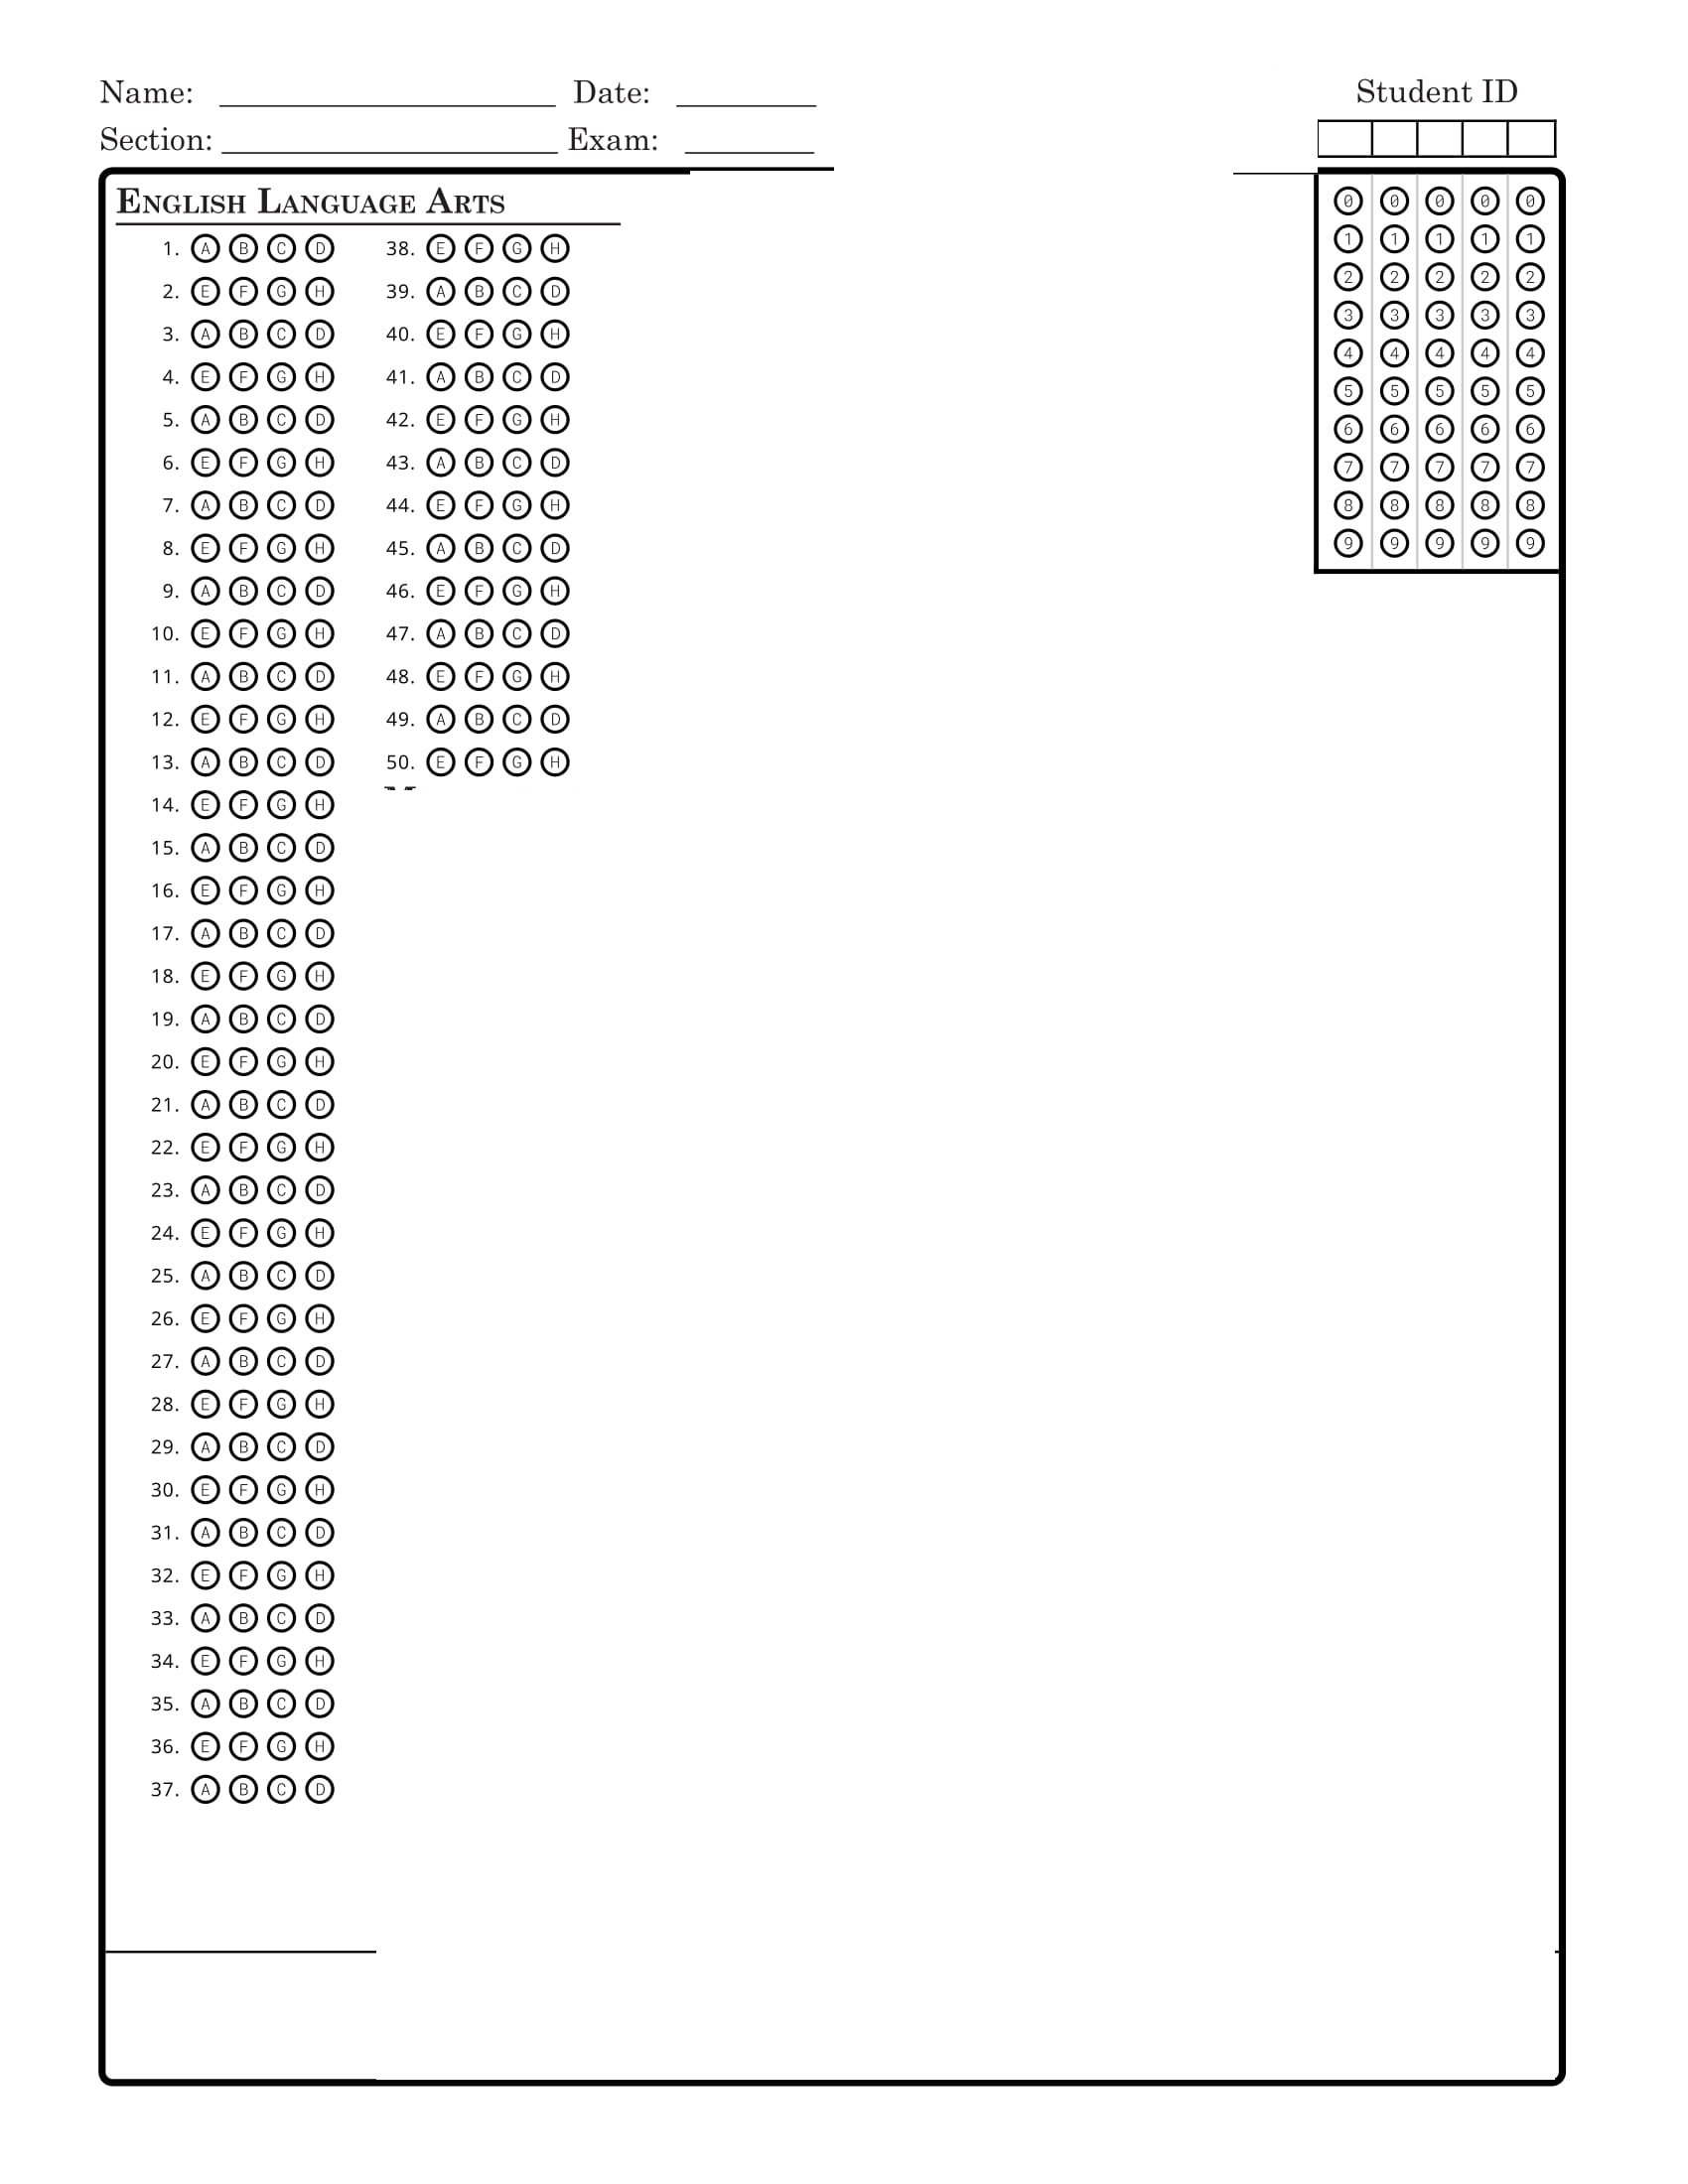 Name: Date:
Section: Exam:
Student ID
ENGLISH LANGUAGE ARTS
1. A B C D
2. E F G H
3. A B C D
4. E F G H
5. A B C D
6. E F G H
7. A B C D
8. E F G H
9. A B C D
10. E F G H
11. A B C D
12. E F G H
13. A B C D
14. E F G H
15. A B C D
16. E F G H
17. A B C D
18. E F G H
19. A B C D
20. E F G H
21. A B C D
22. E F G H
23. A B C D
24. E F G H
25. A B C D
26. E F G H
27. A B C D
28. E F G H
29. A B C D
30. E F G H
31. A B C D
32. E F G H
33. A B C D
34. E F G H
35. A B C D
36. E F G H
37. A B C D
38. E F G H
39. A B C D
40. E F G H
41. A B C D
42. E F G H
43. A B C D
44. E F G H
45. A B C D
46. E F G H
47. A B C D
48. E F G H
49. A B C D
50. E F G H
0 0 0 0 0
1 1 1 1 1
2 2 2 2 2
3 3 3 3 3
4 4 4 4 4
5 5 5 5 5
6 6 6 6 6
7 7 7 7 7
8 8 8 8 8
9 9 9 9 9